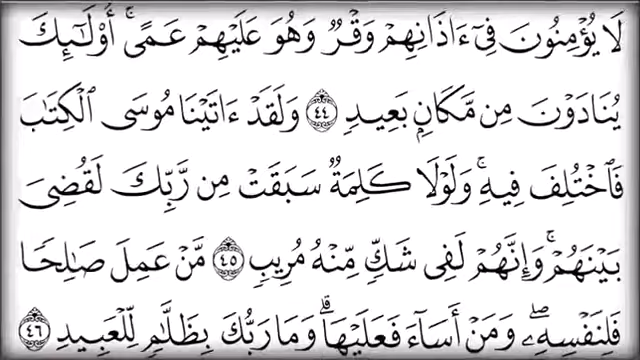 لَا يُؤْمِنُونَ فِىٓ ءَاذَانِهِمْ وَقْرٌ وَهُوَ عَلَيْهِمْ عَمًى ۚ أُو۟لَـٰٓئِكَ
يُنَادَوْنَ مِن مَّكَانٍۭ بَعِيدٍ ٤٤ وَلَقَدْ ءَاتَيْنَا مُوسَى ٱلْكِتَـٰبَ
فَٱخْتُلِفَ فِيهِ ۚ وَلَوْلَا كَلِمَةٌ سَبَقَتْ مِن رَّبِّكَ لَقُضِىَ
بَيْنَهُمْ ۚ وَإِنَّهُمْ لَفِى شَكٍّ مِّنْهُ مُرِيبٍ ٤٥ مَّنْ عَمِلَ صَـٰلِحًا
فَلِنَفْسِهِۦ ۖ وَمَنْ أَسَآءَ فَعَلَيْهَا ۗ وَمَا رَبُّكَ بِظَلَّـٰمٍ لِّلْعَبِيدِ ٤٦